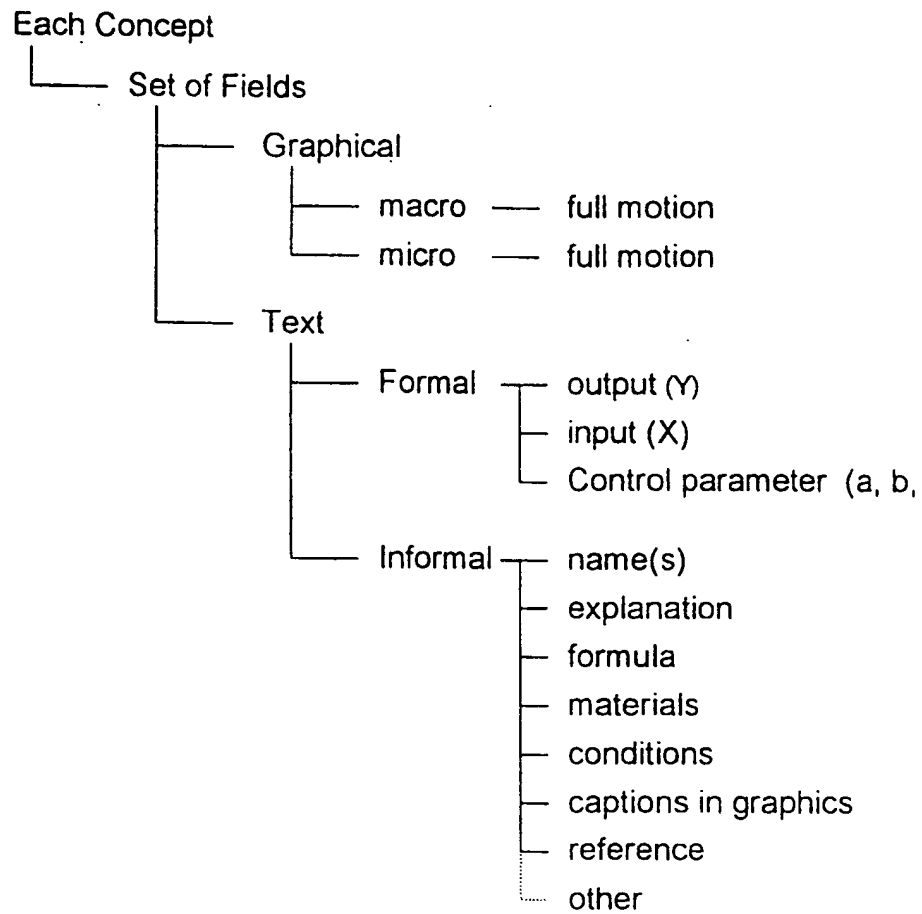 Each Concept
Set of Fields
Graphical
macro full motion
micro full motion
Text
Formal output (Y)
input (X)
Control parameter (a, b,
Informal name(s)
explanation
formula
materials
conditions
captions in graphics
reference
other